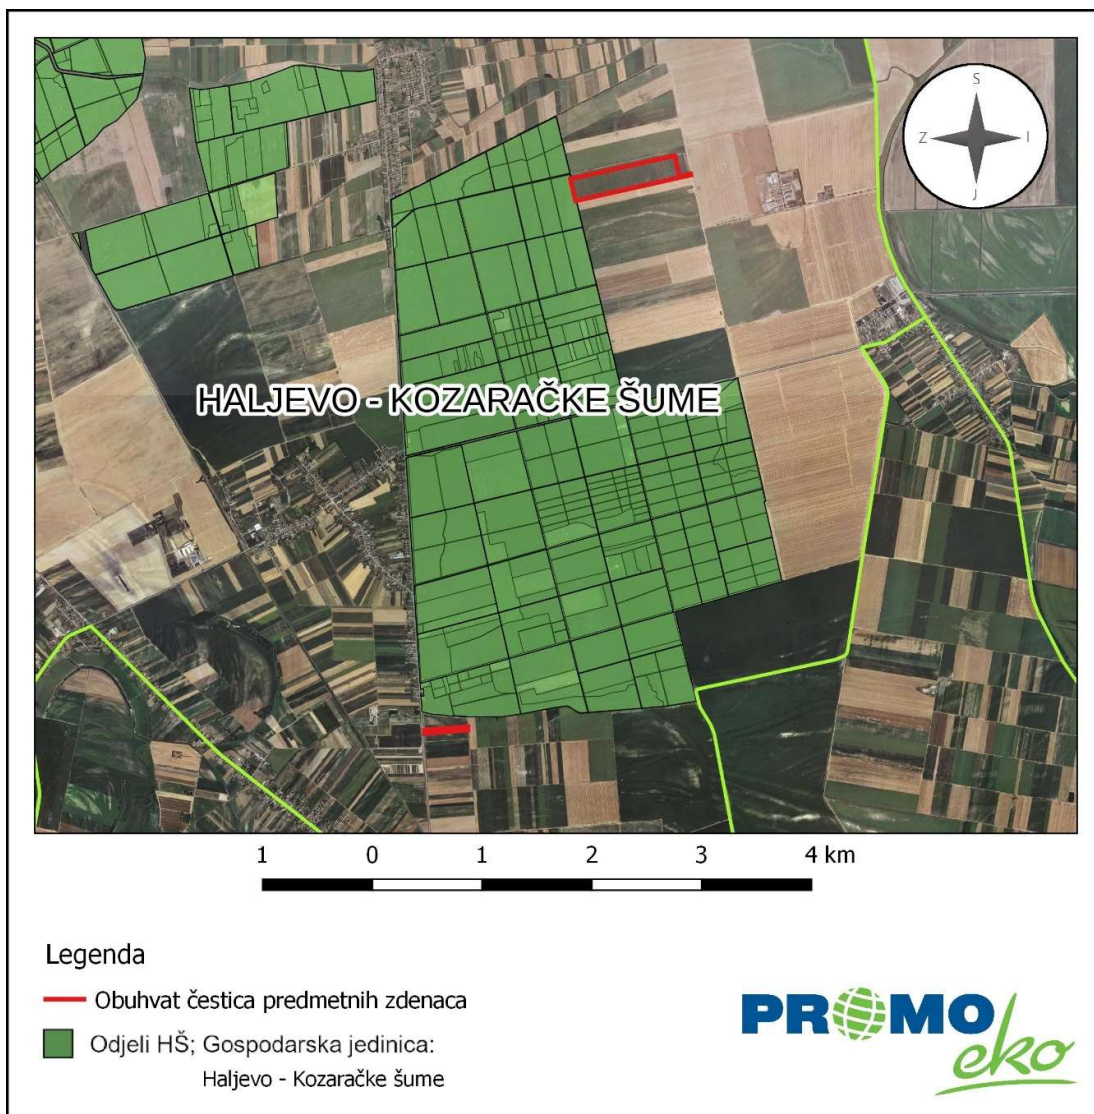 S
Z I
J
HALJEVO - KOZARAČKE ŠUME
1 0 1 2 3 4 km
Legenda
Obuhvat čestica predmetnih zdenaca
Odjeli HŠ; Gospodarska jedinica:
Haljevo - Kozaračke šume
PROMO
eko